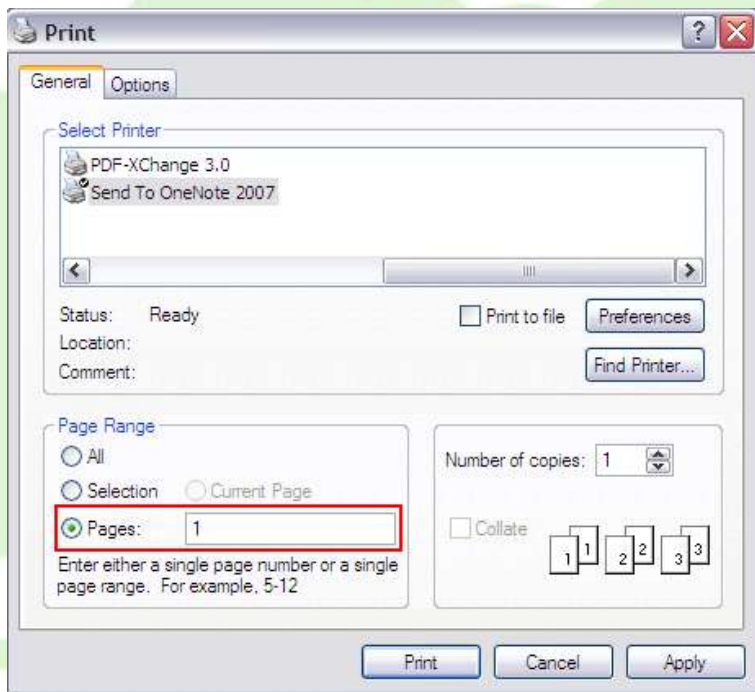 Print
General Options
Select Printer
PDF-XChange 3.0
Send To OneNote 2007
Status: Ready
Print to file Preferences
Location:
Comment:
Find Printer...
Page Range
All
Selection Current Page
Pages: 1
Enter either a single page number or a single
page range. For example, 5-12
Number of copies: 1
Collate
1 1 2 2 3 3
Print Cancel Apply